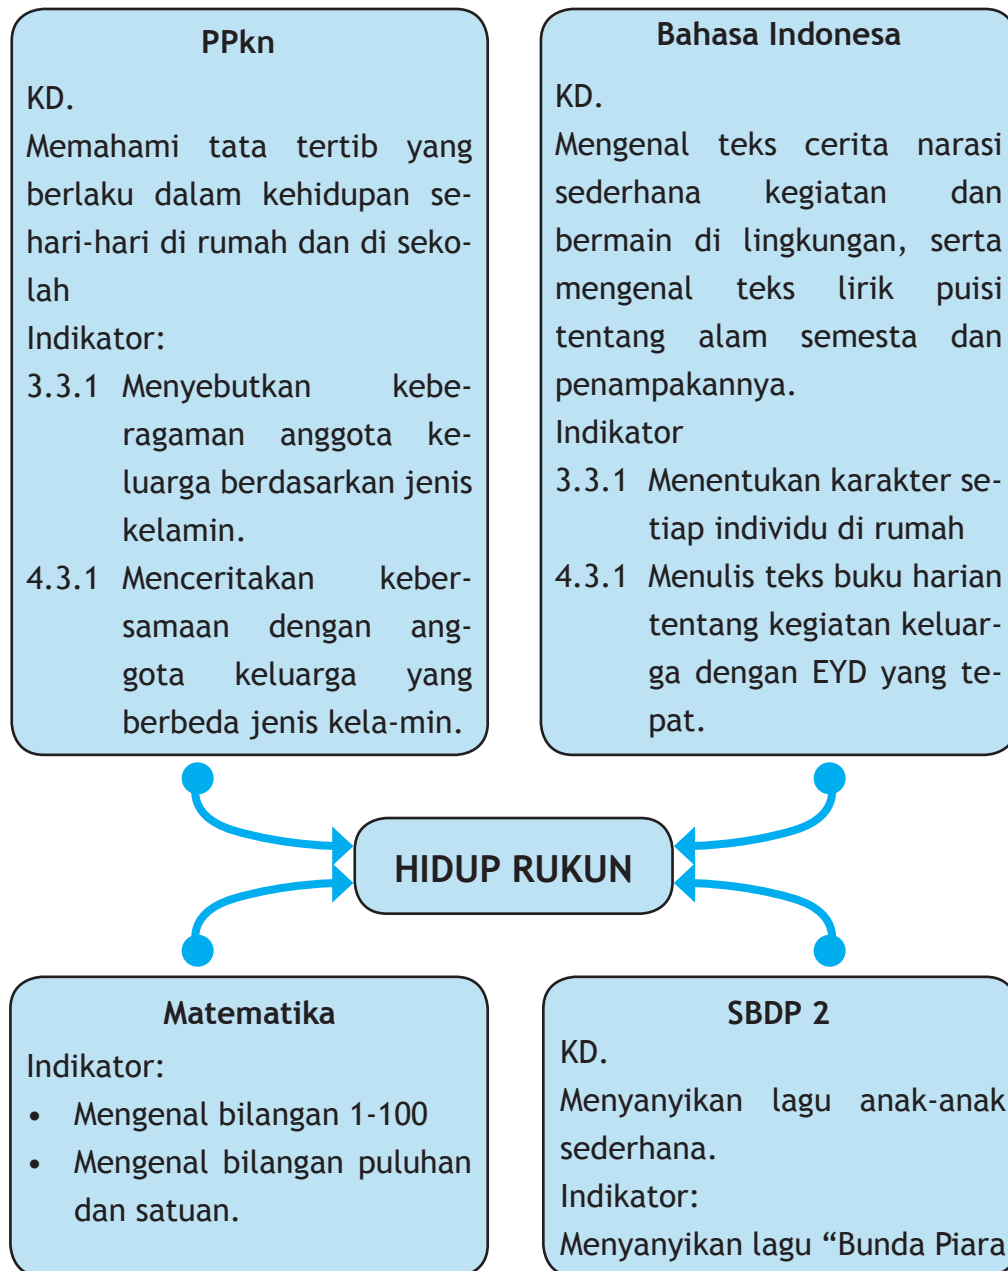 PPkn
KD.
Memahami tata tertib yang
berlaku dalam kehidupan se-
hari-hari di rumah dan di seko-
lah
Indikator:
3.3.1 Menyebutkan kebe-
ragaman anggota ke-
luarga berdasarkan jenis
kelamin.
4.3.1 Menceritakan keber-
samaan dengan ang-
gota keluarga yang
berbeda jenis kela-min.
Bahasa Indonesa
KD.
Mengenal teks cerita narasi
sederhana kegiatan dan
bermain di lingkungan, serta
mengenal teks lirik puisi
tentang alam semesta dan
penampakannya.
Indikator
3.3.1 Menentukan karakter se-
tiap individu di rumah
4.3.1 Menulis teks buku harian
tentang kegiatan keluar-
ga dengan EYD yang te-
pat.
HIDUP RUKUN
Matematika
Indikator:
• Mengenal bilangan 1-100
• Mengenal bilangan puluhan
dan satuan.
SBDP 2
KD.
Menyanyikan lagu anak-anak
sederhana.
Indikator:
Menyanyikan lagu “Bunda Piara